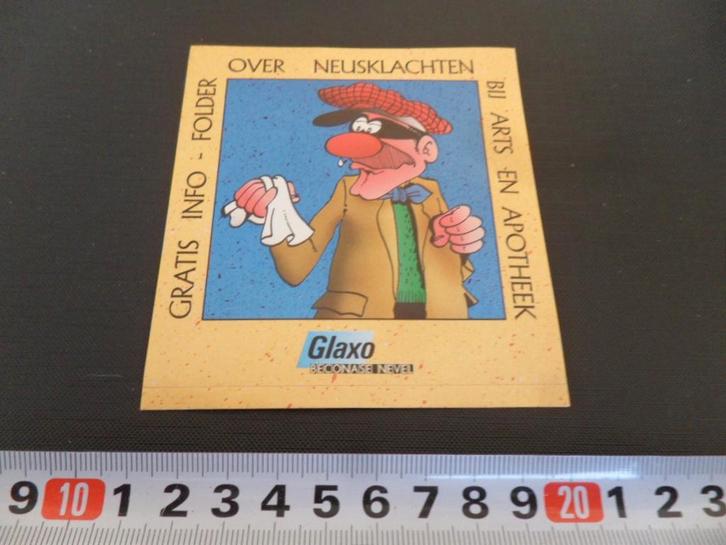 GRATIS INFO - FOLDER
OVER NEUSKLACHTEN
BIJ ARTS EN APOTHEEK
Glaxo
BECONASE NEVEL
9 10 1 2 3 4 5 6 7 8 9 20 1 2 3